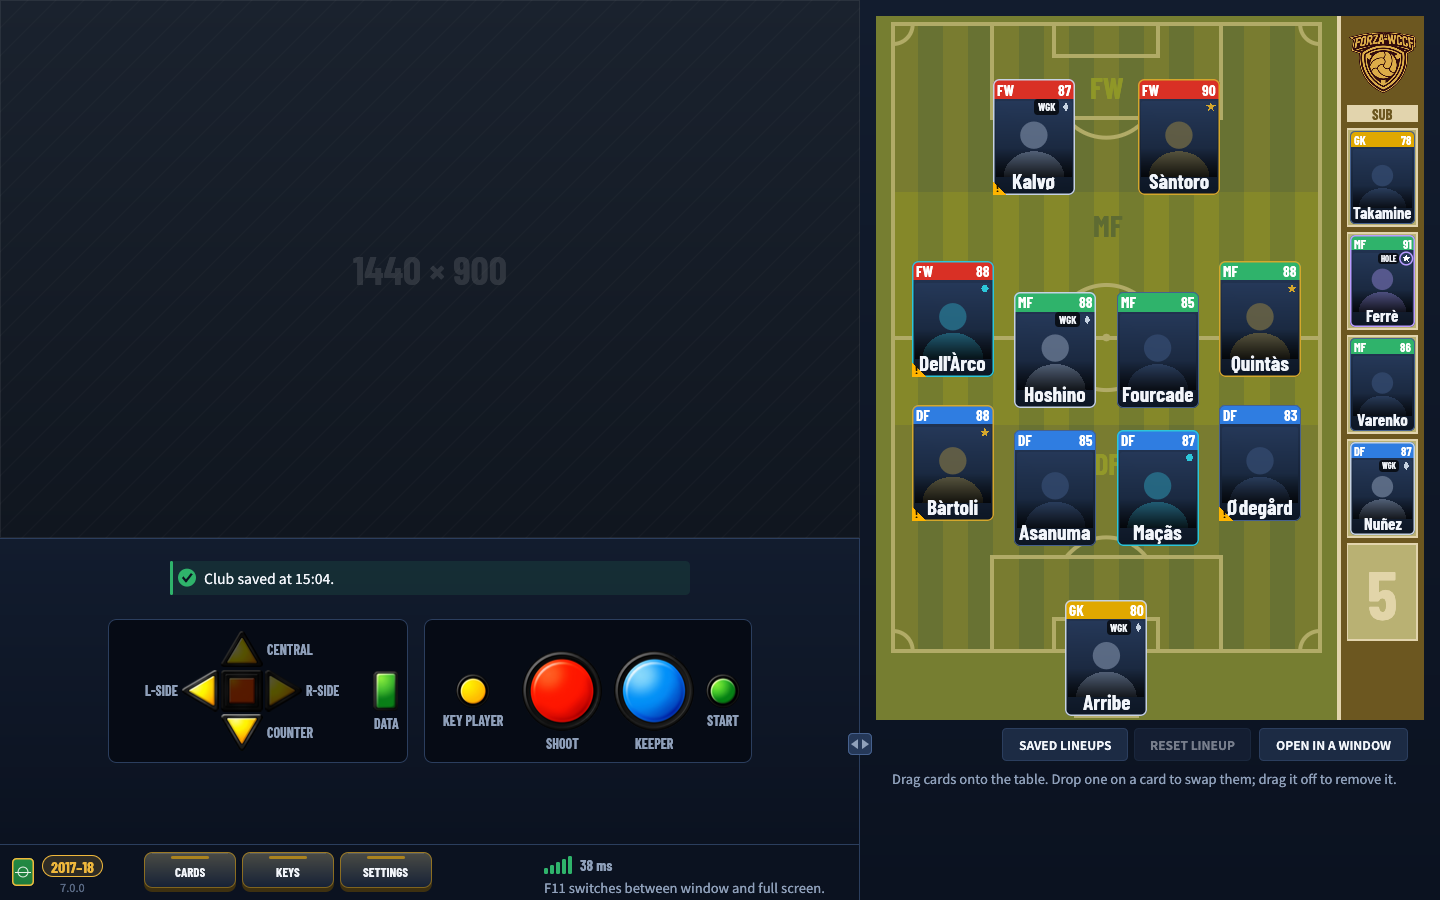 1440 × 900
Club saved at 15:04.
CENTRAL
L-SIDE
R-SIDE
COUNTER
DATA
KEY PLAYER
SHOOT
KEEPER
START
2017–18
7.0.0
CARDS
KEYS
SETTINGS
38 ms
F11 switches between window and full screen.
FW
FW 87
WGK
Kalvø
FW 90
Sàntoro
MF
FW 88
Dell'Àrco
MF 88
WGK
Hoshino
MF 85
Fourcade
MF 88
Quintàs
DF
DF 88
Bàrtoli
DF 85
Asanuma
DF 87
Maçãs
DF 83
Ødegård
GK 80
WGK
Arribe
FORZA-WCCF
SUB
GK 78
Takamine
MF 91
HOLE
Ferrè
MF 86
Varenko
DF 87
WGK
Nuñez
5
SAVED LINEUPS
RESET LINEUP
OPEN IN A WINDOW
Drag cards onto the table. Drop one on a card to swap them; drag it off to remove it.